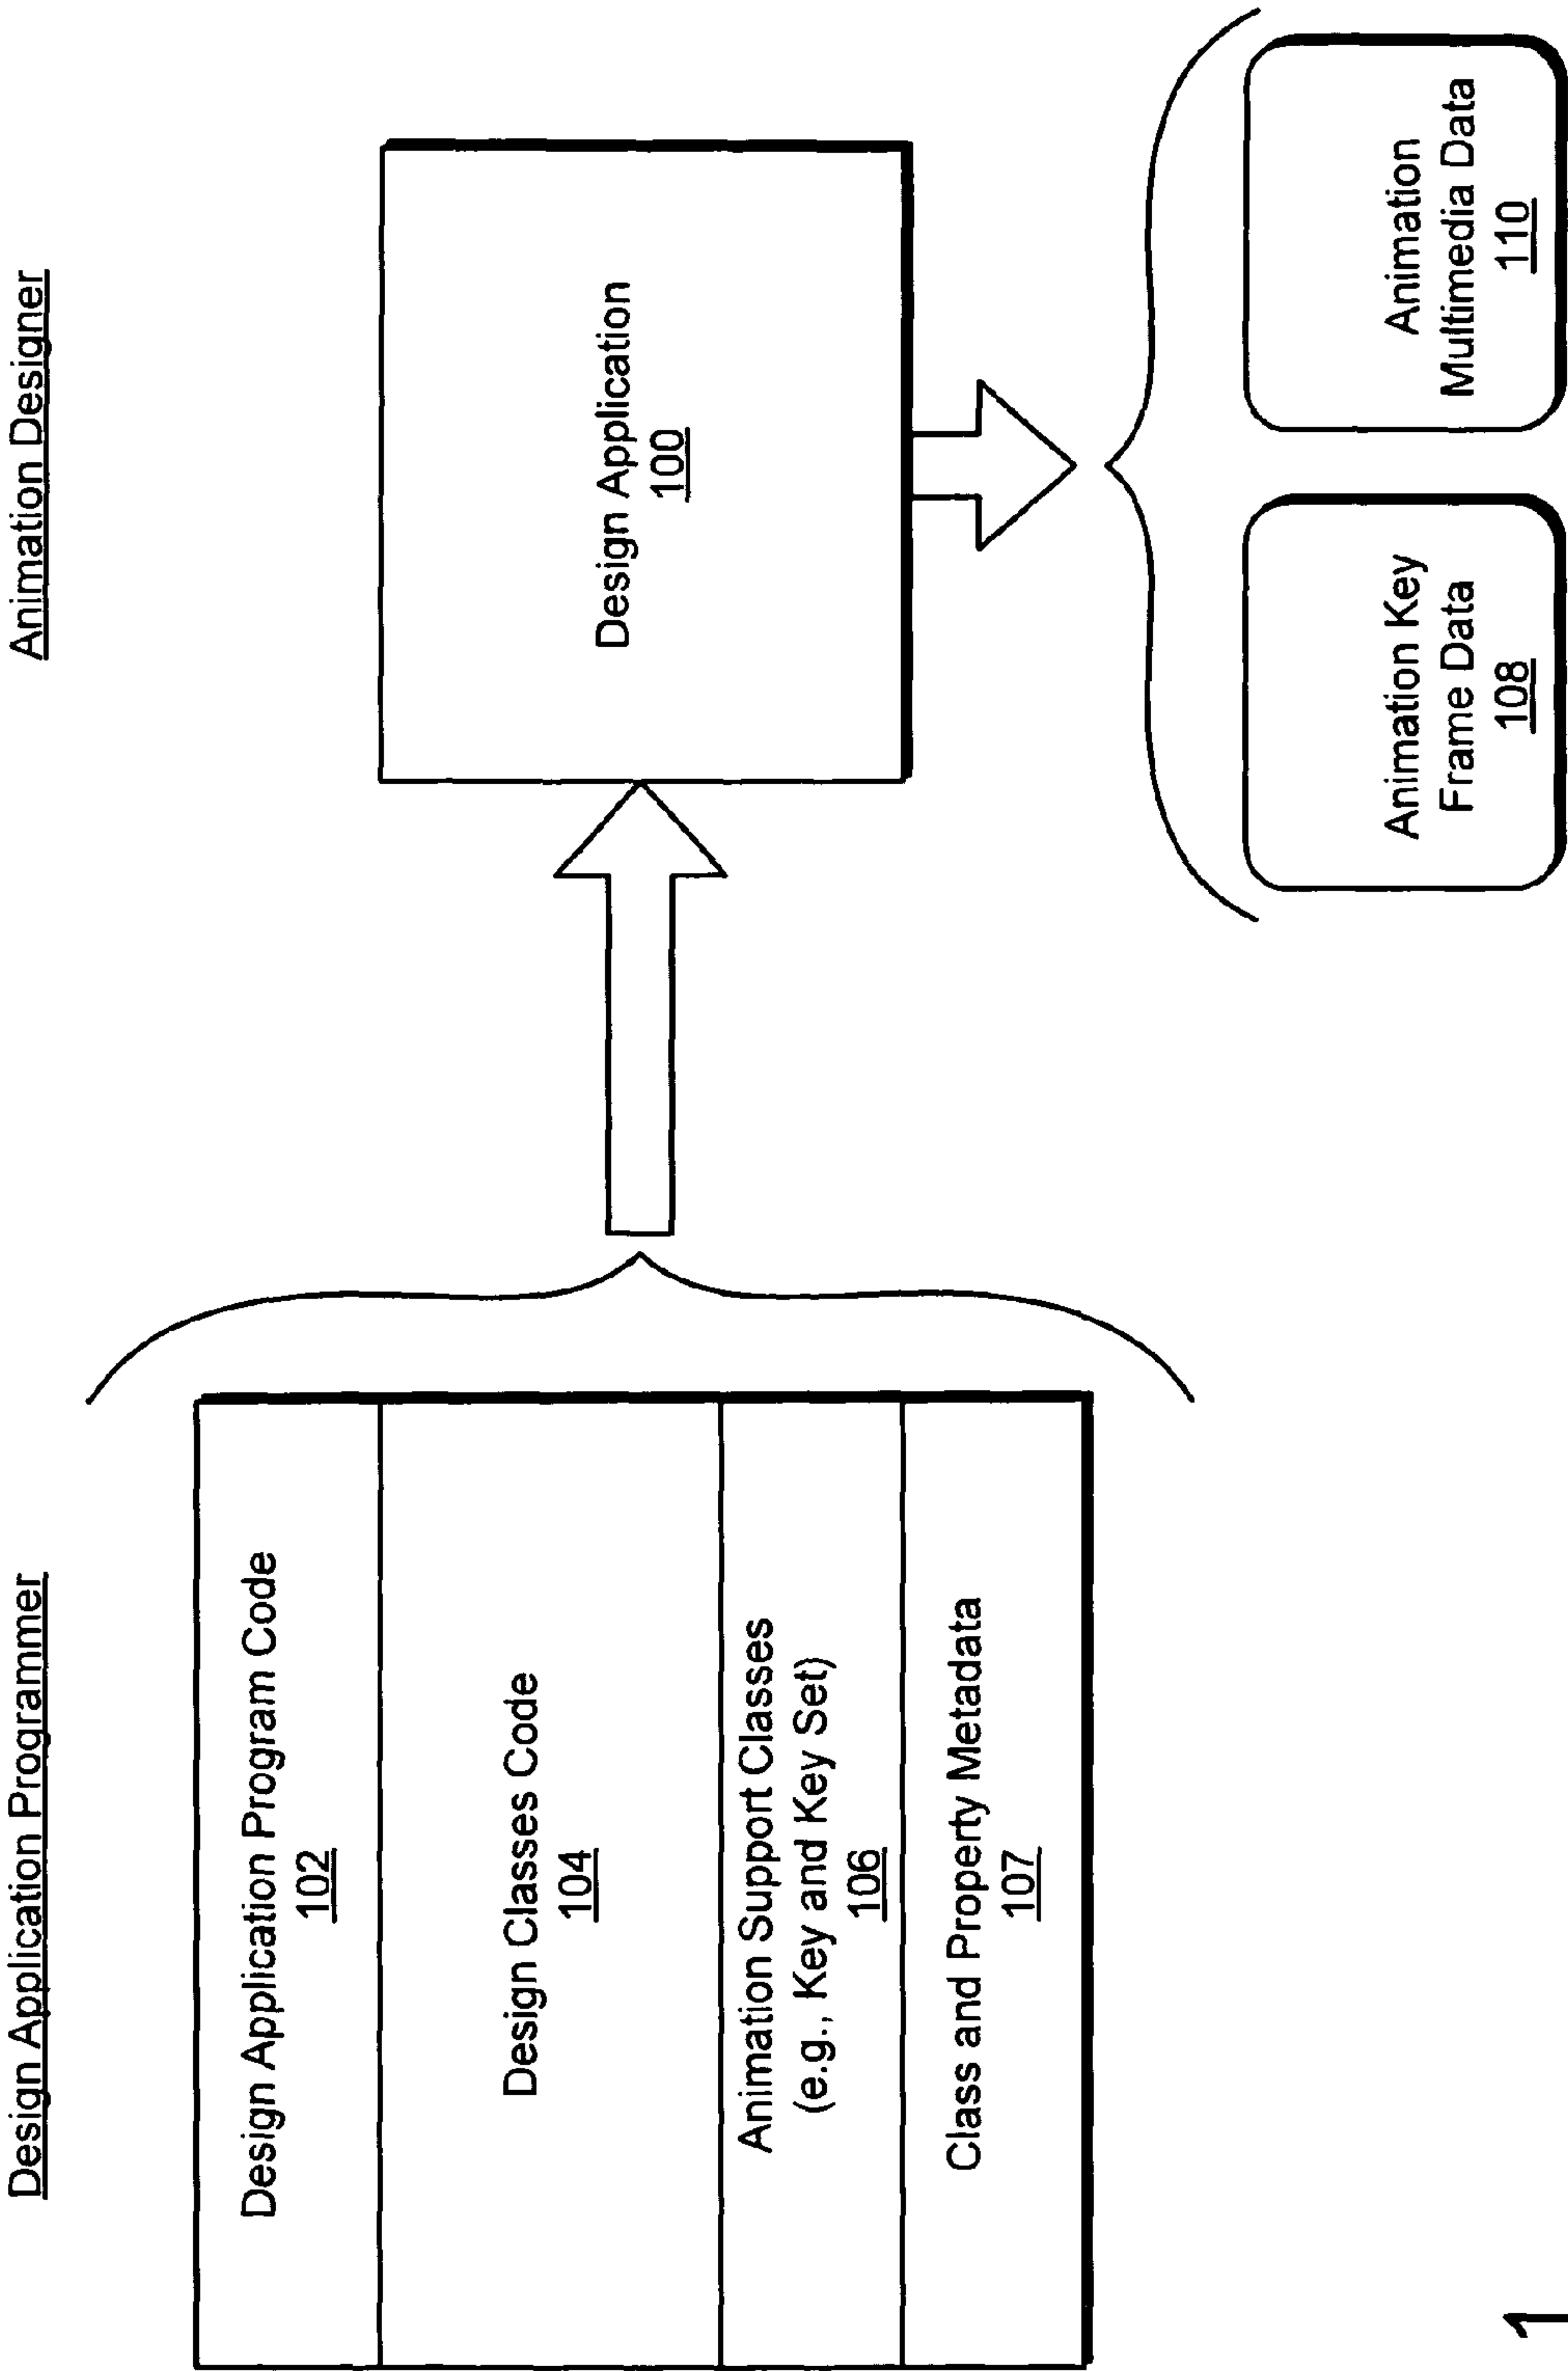 Design Application Programmer
Design Application Program Code
102
Design Classes Code
104
Animation Support Classes
(e.g., Key and Key Set)
106
Class and Property Metadata
107
Animation Designer
Design Application
100
Animation Key
Frame Data
108
Animation
Multimedia Data
110
1